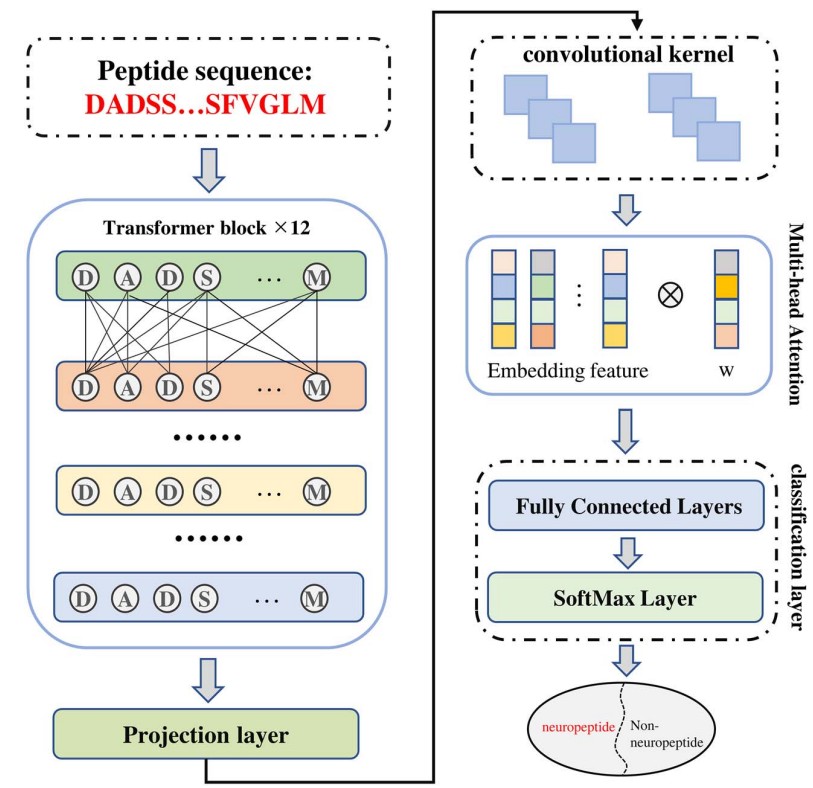 Peptide sequence:
DADSS...SFVGLM
Transformer block ×12
D A D S ... M
D A D S ... M
......
D A D S ... M
......
D A D S ... M
Projection layer
convolutional kernel
Embedding feature
w
Multi-head Attention
Fully Connected Layers
SoftMax Layer
classification layer
neuropeptide
Non-
neuropeptide